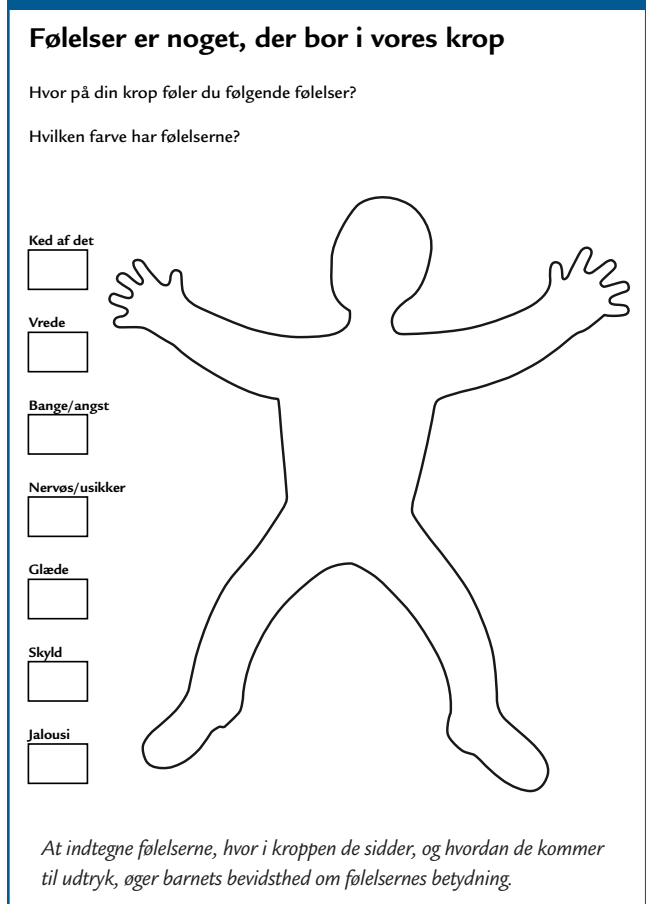 Følelser er noget, der bor i vores krop
Hvor på din krop føler du følgende følelser?
Hvilken farve har følelserne?
Ked af det
Vrede
Bange/angst
Nervøs/usikker
Glæde
Skyld
Jalousi
At indtegne følelserne, hvor i kroppen de sidder, og hvordan de kommer
til udtryk, øger barnets bevidsthed om følelsernes betydning.